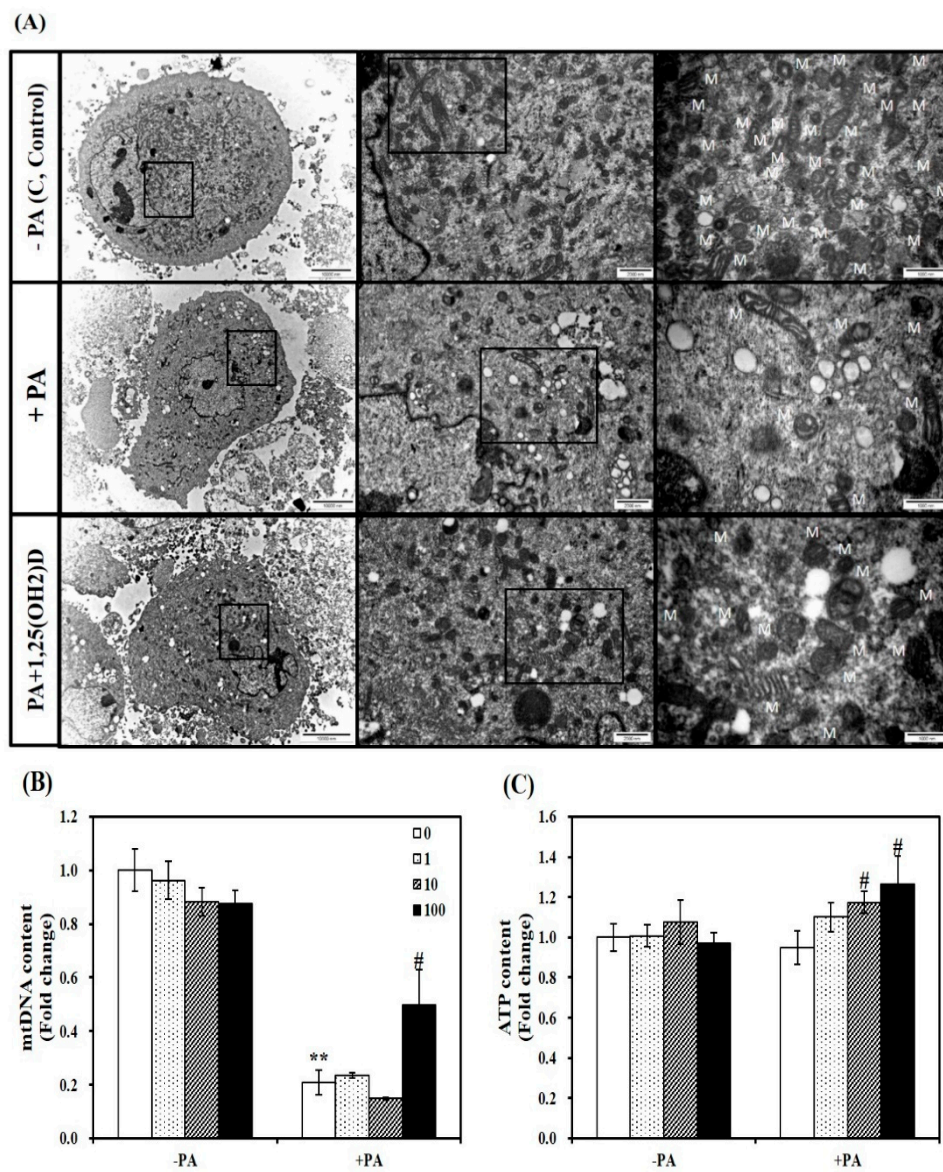 (A)
- PA (C, Control)
M M M M M
M M M M
M M M M M M
M M M M M
M M M M M
M M M M
M M M
+ PA
M M M
M
M
M
PA+1,25(OH2)D
M M M
M
M M M
M M
M
M
(B)
mtDNA content
(Fold change)
1.2
1.0
0.8
0.6
0.4
0.2
0.0
0
1
10
100
**
#
-PA
+PA
(C)
ATP content
(Fold change)
1.6
1.4
1.2
1.0
0.8
0.6
0.4
0.2
0.0
#
#
-PA
+PA